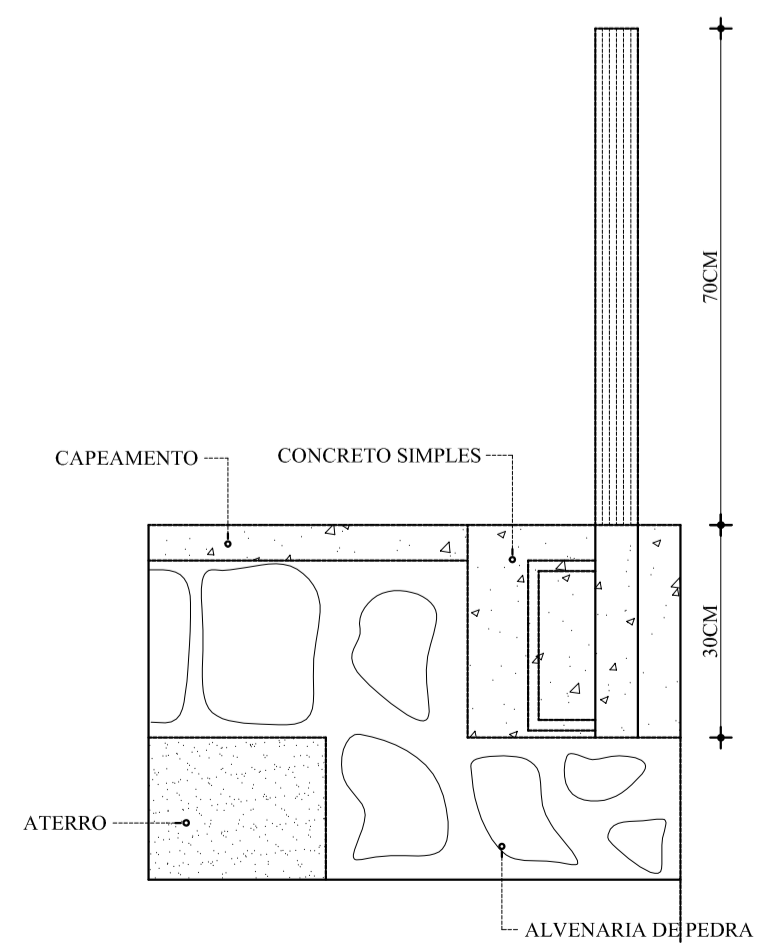 70CM
CAPEAMENTO
CONCRETO SIMPLES
30CM
ATERRO
ALVENARIA DE PEDRA